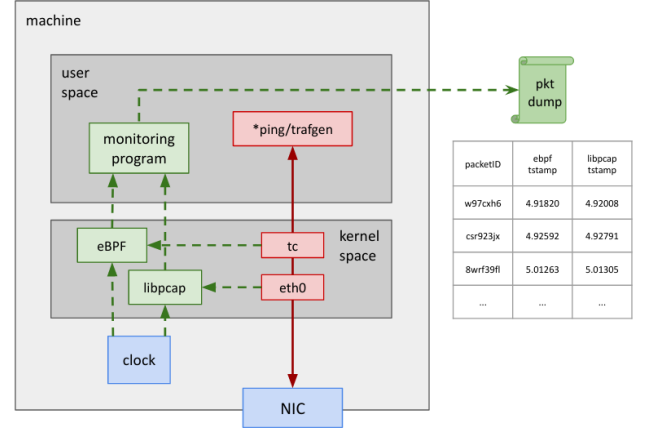 machine
user
space
pkt
dump
*ping/trafgen
monitoring
program
packetID
ebpf
tstamp
libpcap
tstamp
w97cxh6
4.91820
4.92008
csr923jx
4.92592
4.92791
8wrf39fl
5.01263
5.01305
...
...
...
kernel
space
eBPF
tc
libpcap
eth0
clock
NIC